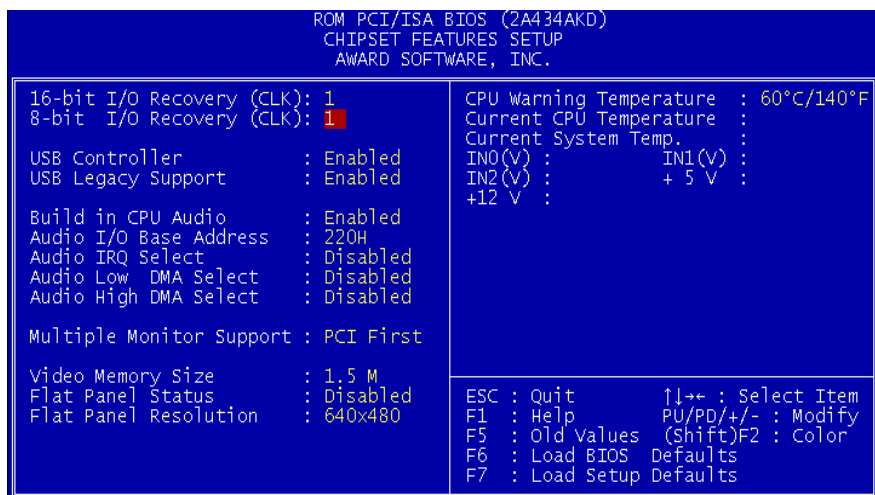 ROM PCI/ISA BIOS (2A434AKD)
CHIPSET FEATURES SETUP
AWARD SOFTWARE, INC.
16-bit I/O Recovery (CLK): 1
8-bit I/O Recovery (CLK): 1
USB Controller : Enabled
USB Legacy Support : Enabled
Build in CPU Audio : Enabled
Audio I/O Base Address : 220H
Audio IRQ Select : Disabled
Audio Low DMA Select : Disabled
Audio High DMA Select : Disabled
Multiple Monitor Support : PCI First
Video Memory Size : 1.5 M
Flat Panel Status : Disabled
Flat Panel Resolution : 640x480
CPU Warning Temperature : 60°C/140°F
Current CPU Temperature :
Current System Temp. :
IN0(V) : IN1(V) :
IN2(V) : + 5 V :
+12 V :
ESC : Quit ↑↓→← : Select Item
F1 : Help PU/PD/+/- : Modify
F5 : Old Values (Shift)F2 : Color
F6 : Load BIOS Defaults
F7 : Load Setup Defaults